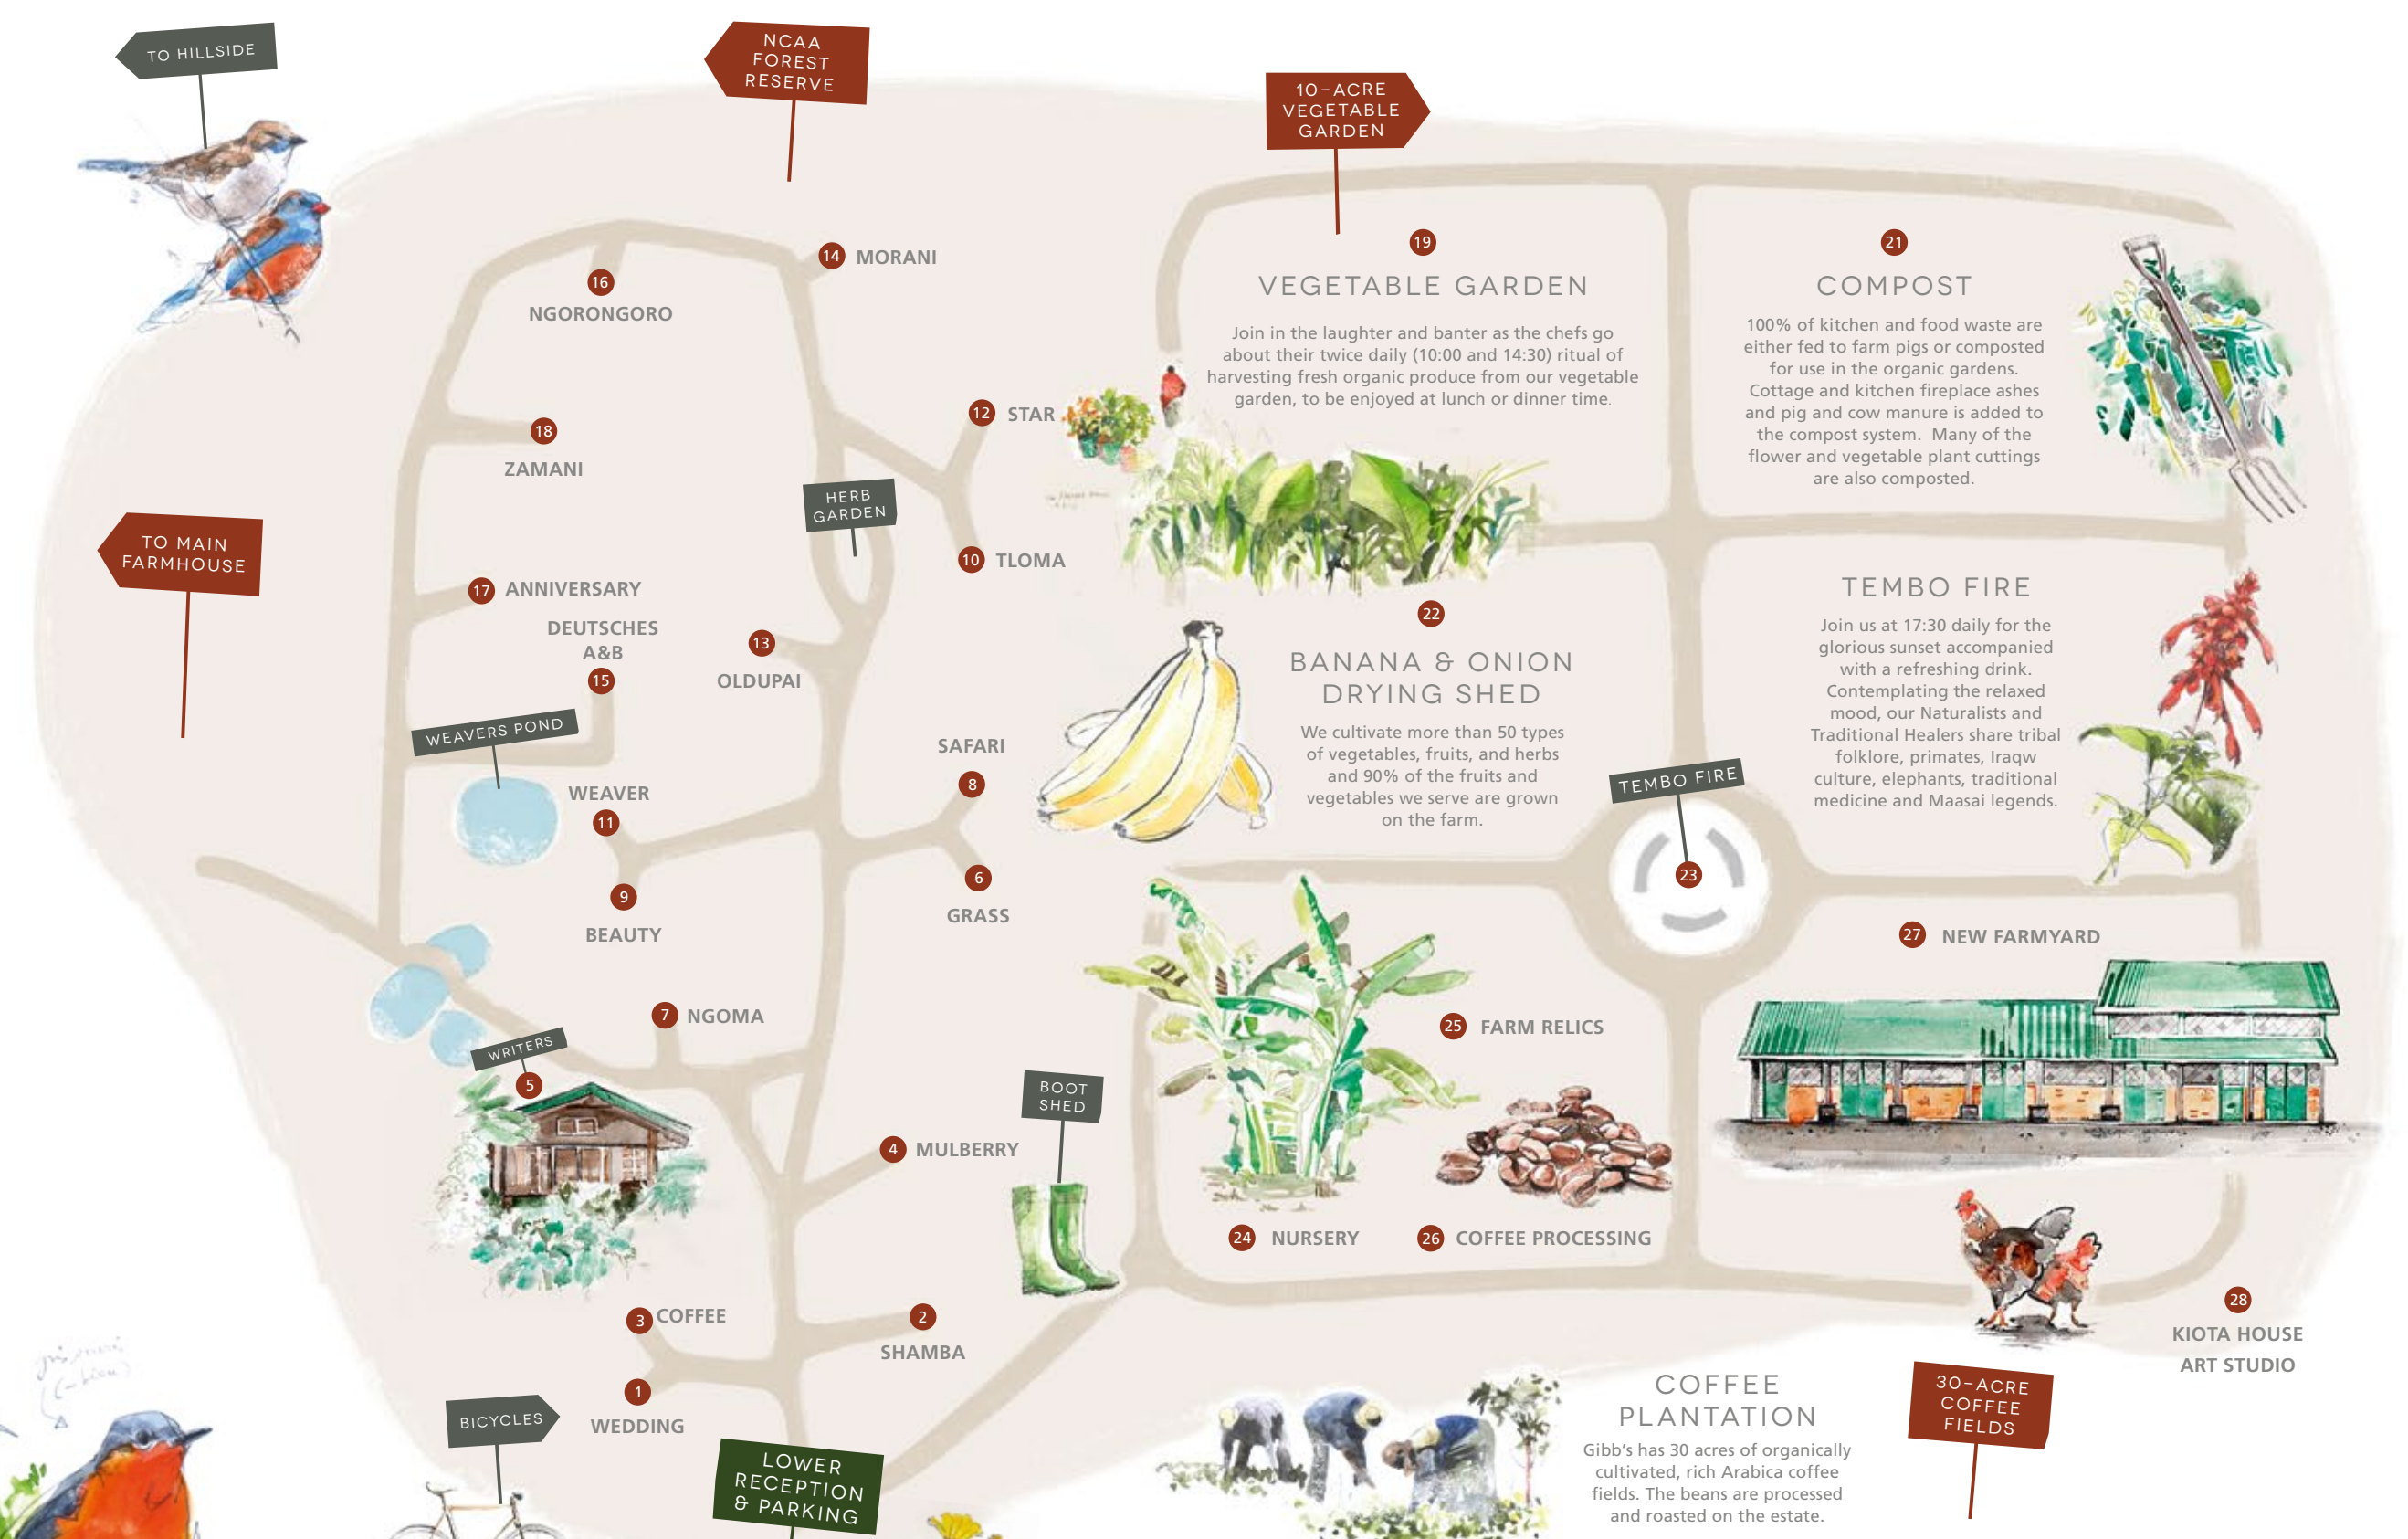 TO HILLSIDE
NCAA
FOREST
RESERVE
10-ACRE
VEGETABLE
GARDEN
14 MORANI
16
NGORONGORO
18
ZAMANI
12 STAR
HERB
GARDEN
10 TLOMA
TO MAIN
FARMHOUSE
17 ANNIVERSARY
DEUTSCHES
A&B
15
13
OLDUPAI
WEAVERS POND
SAFARI
8
WEAVER
11
6
GRASS
9
BEAUTY
7 NGOMA
WRITERS
5
4 MULBERRY
BOOT
SHED
3 COFFEE
2
SHAMBA
1
WEDDING
BICYCLES
LOWER
RECEPTION
& PARKING
19
VEGETABLE GARDEN
Join in the laughter and banter as the chefs go
about their twice daily (10:00 and 14:30) ritual of
harvesting fresh organic produce from our vegetable
garden, to be enjoyed at lunch or dinner time.
21
COMPOST
100% of kitchen and food waste are
either fed to farm pigs or composted
for use in the organic gardens.
Cottage and kitchen fireplace ashes
and pig and cow manure is added to
the compost system. Many of the
flower and vegetable plant cuttings
are also composted.
22
BANANA & ONION
DRYING SHED
We cultivate more than 50 types
of vegetables, fruits, and herbs
and 90% of the fruits and
vegetables we serve are grown
on the farm.
TEMBO FIRE
Join us at 17:30 daily for the
glorious sunset accompanied
with a refreshing drink.
Contemplating the relaxed
mood, our Naturalists and
Traditional Healers share tribal
folklore, primates, Iraqw
culture, elephants, traditional
medicine and Maasai legends.
TEMBO FIRE
23
27 NEW FARMYARD
25 FARM RELICS
24 NURSERY
26 COFFEE PROCESSING
28
KIOTA HOUSE
ART STUDIO
COFFEE
PLANTATION
Gibb's has 30 acres of organically
cultivated, rich Arabica coffee
fields. The beans are processed
and roasted on the estate.
30-ACRE
COFFEE
FIELDS